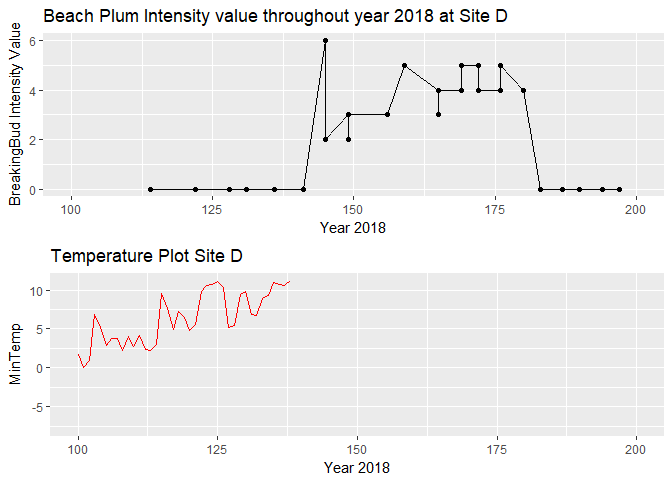 Beach Plum Intensity value throughout year 2018 at Site D
BreakingBud Intensity Value
6
4
2
0
100 125 150 175 200
Year 2018
Temperature Plot Site D
MinTemp
10
5
0
-5
100 125 150 175 200
Year 2018